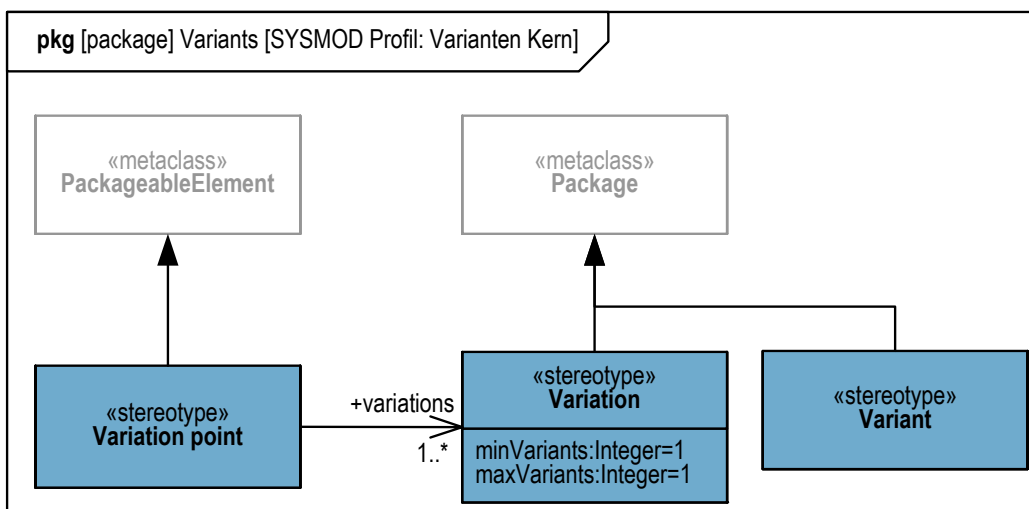 pkg [package] Variants [SYSMOD Profil: Varianten Kern]
«metaclass»
PackageableElement
«metaclass»
Package
«stereotype»
Variation point
+variations
1..*
«stereotype»
Variation
minVariants:Integer=1
maxVariants:Integer=1
«stereotype»
Variant